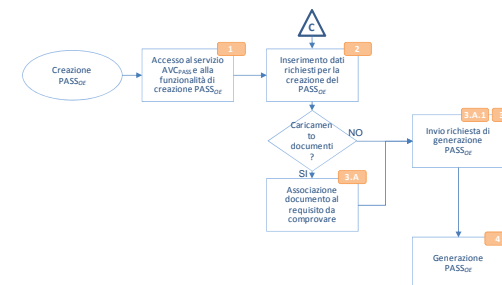 C
1
2
Creazione
PASSOE
Accesso al servizio
AVCPASS e alla
funzionalità di
creazione PASSOE
Inserimento dati
richiesti per la
creazione del
PASSOE
Caricamen
to
documenti
?
NO
SI
3.A
Associazione
documento al
requisito da
comprovare
3.A.1
3
Invio richiesta di
generazione
PASSOE
4
Generazione
PASSOE